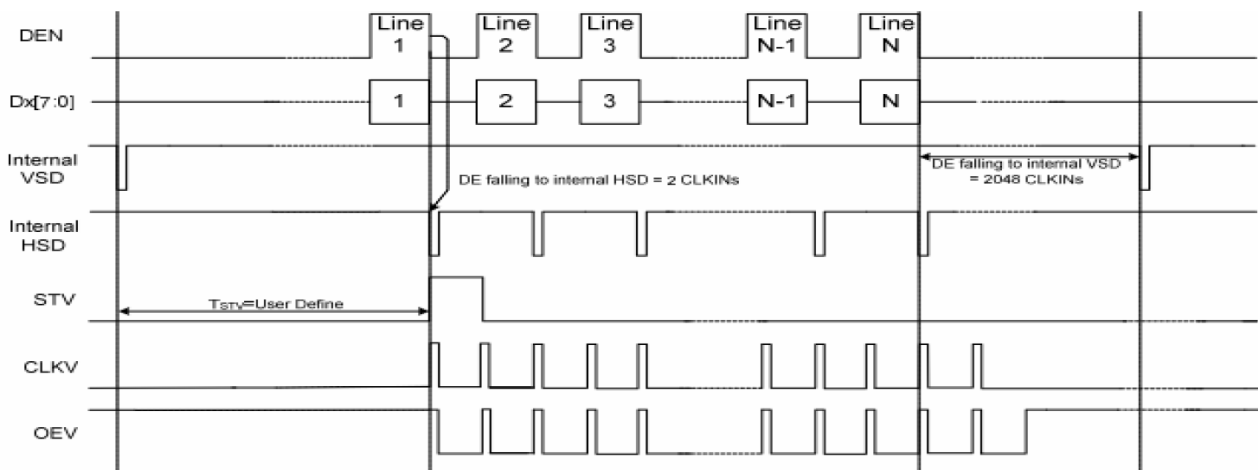 DEN
Line
1
Line
2
Line
3
Line
N-1
Line
N
Dx[7:0]
1
2
3
N-1
N
Internal
VSD
DE falling to internal HSD = 2 CLKINs
DE falling to internal VSD
= 2048 CLKINs
Internal
HSD
STV
TSTV=User Define
CLKV
OEV